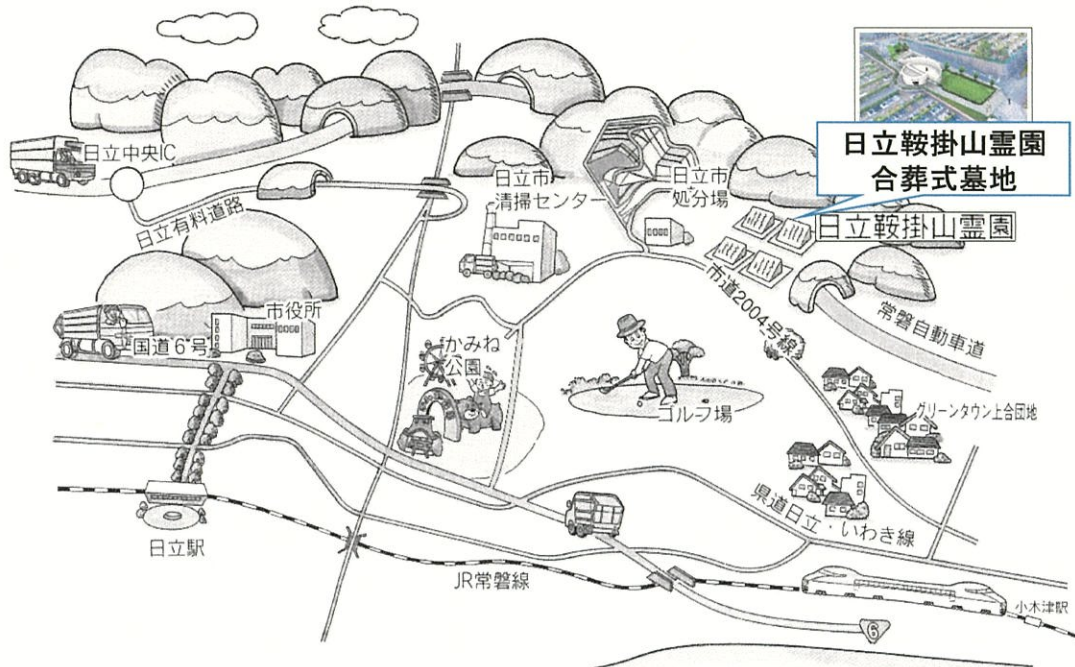 日立鞍掛山霊園
合葬式墓地
日立中央IC
日立市
清掃センター
日立市
処分場
日立鞍掛山霊園
日立有料道路
市道2004号線
常磐自動車道
市役所
国道6号
かみね
公園
ゴルフ場
グリーンタウン上合団地
県道日立・いわき線
日立駅
JR常磐線
小木津駅
6